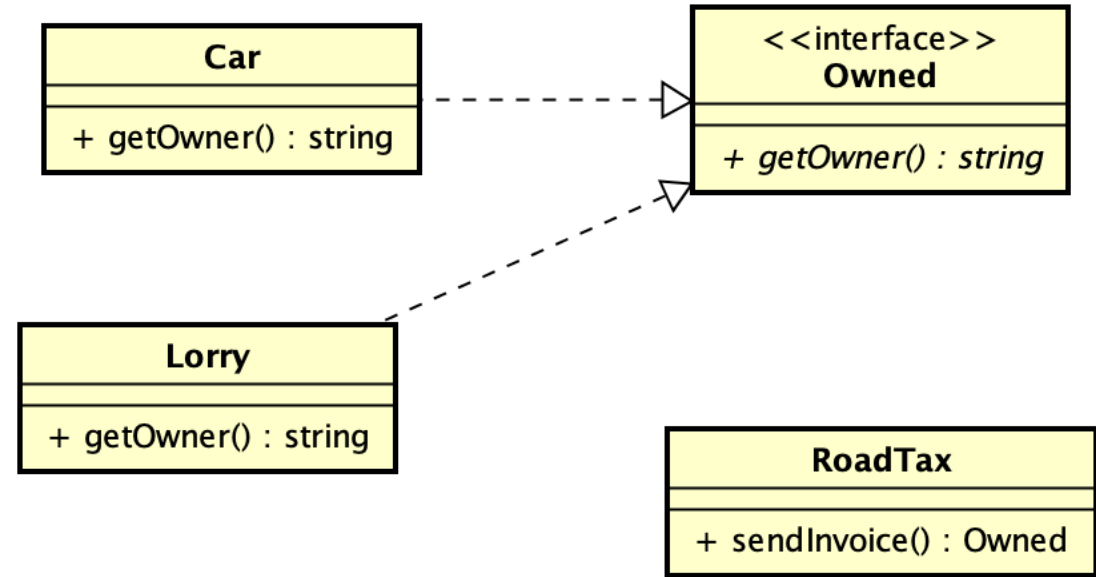 Car
+ getOwner() : string
<<interface>>
Owned
+ getOwner() : string
Lorry
+ getOwner() : string
RoadTax
+ sendInvoice() : Owned